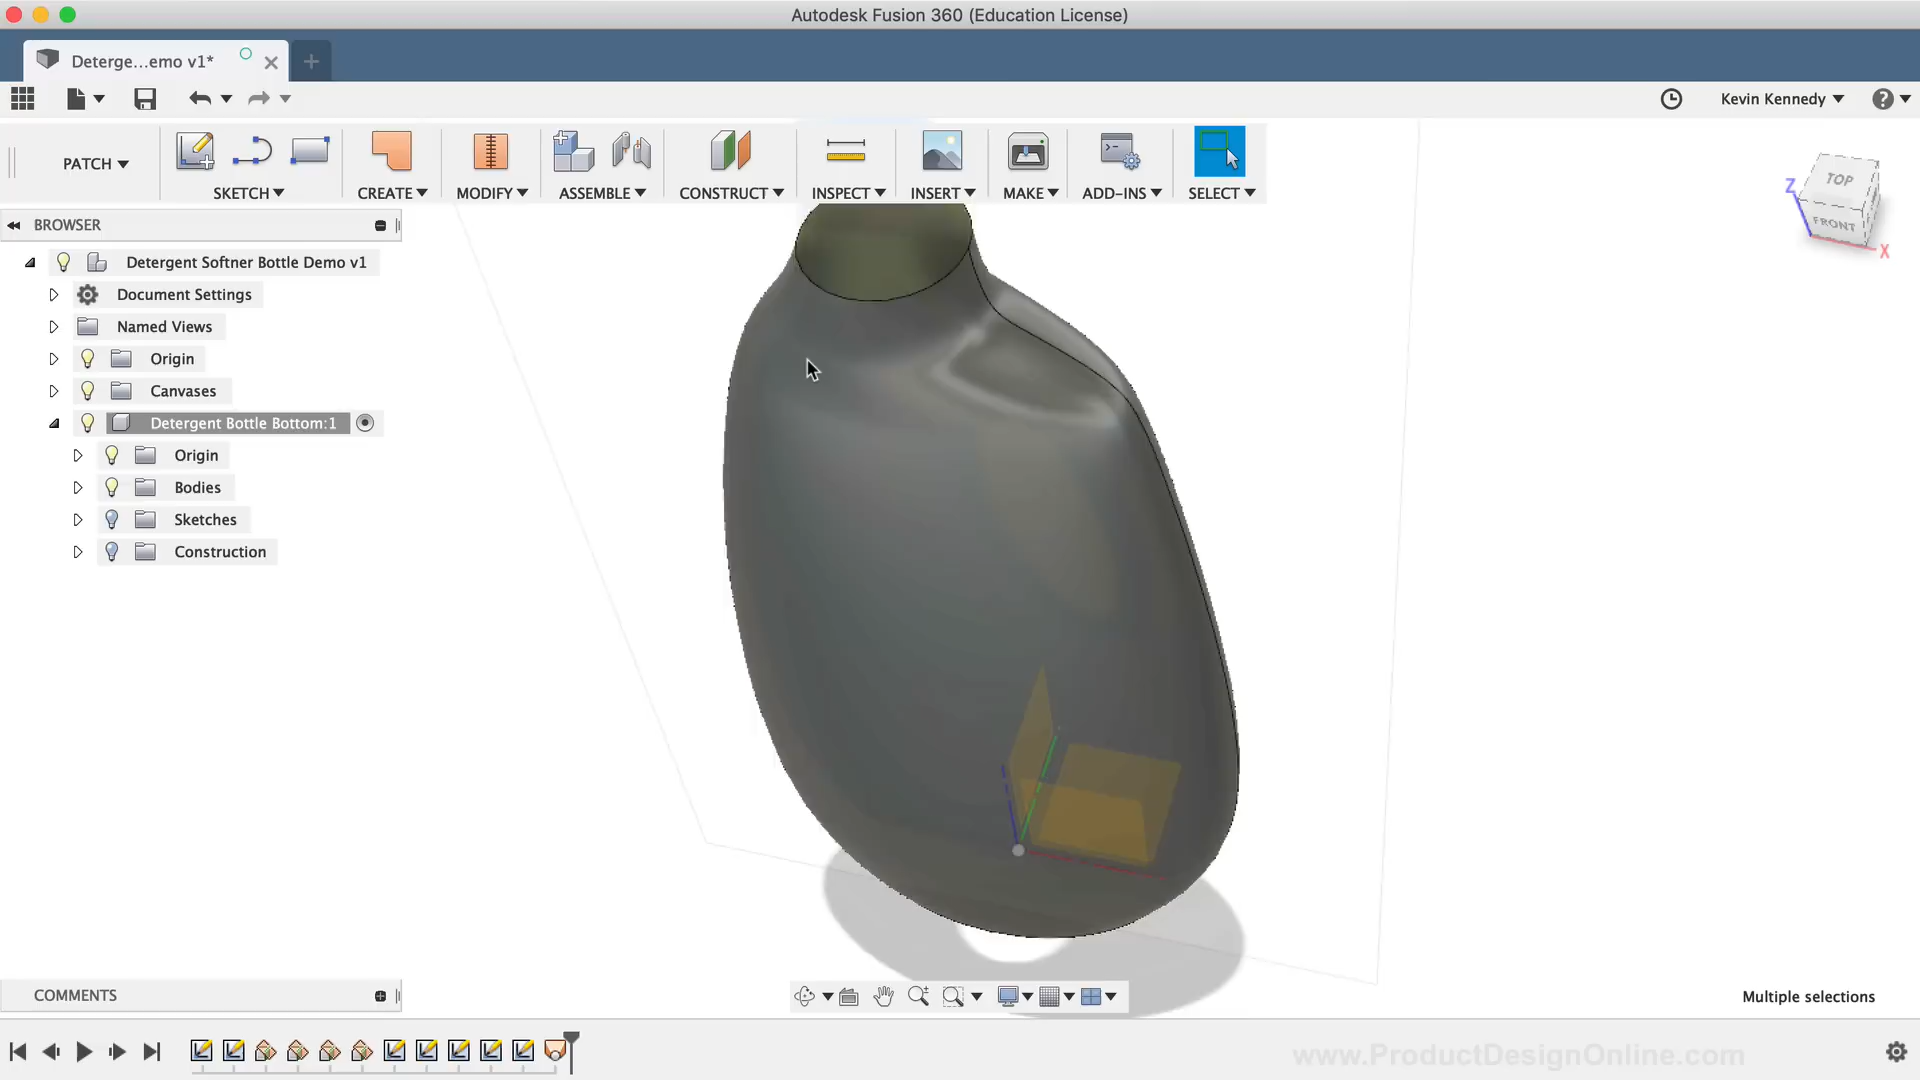 Autodesk Fusion 360 (Education License)
Deterge...emo v1*
Kevin Kennedy
PATCH
SKETCH
CREATE
MODIFY
ASSEMBLE
CONSTRUCT
INSPECT
INSERT
MAKE
ADD-INS
SELECT
TOP
FRONT
Z
X
BROWSER
Detergent Softner Bottle Demo v1
Document Settings
Named Views
Origin
Canvases
Detergent Bottle Bottom:1
Origin
Bodies
Sketches
Construction
COMMENTS
Multiple selections
www.ProductDesignOnline.com